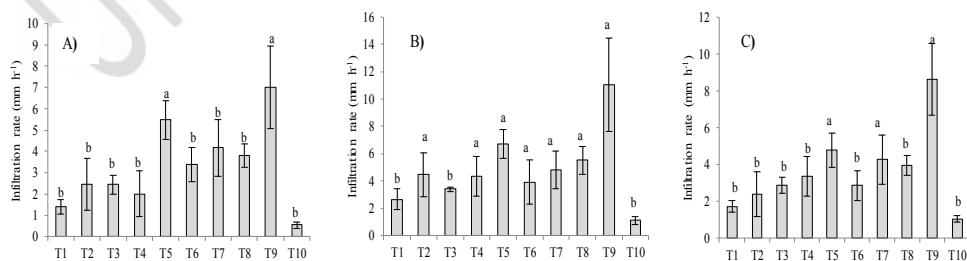 A)
Infiltration rate (mm h-1)
10
9
8
7
6
5
4
3
2
1
0
b b b b a b b b a b
T1 T2 T3 T4 T5 T6 T7 T8 T9 T10
B)
Infiltration rate (mm h-1)
16
14
12
10
8
6
4
2
0
b a b a a a a a a b
T1 T2 T3 T4 T5 T6 T7 T8 T9 T10
C)
Infiltration rate (mm h-1)
12
10
8
6
4
2
0
b b b a a b a b a b
T1 T2 T3 T4 T5 T6 T7 T8 T9 T10